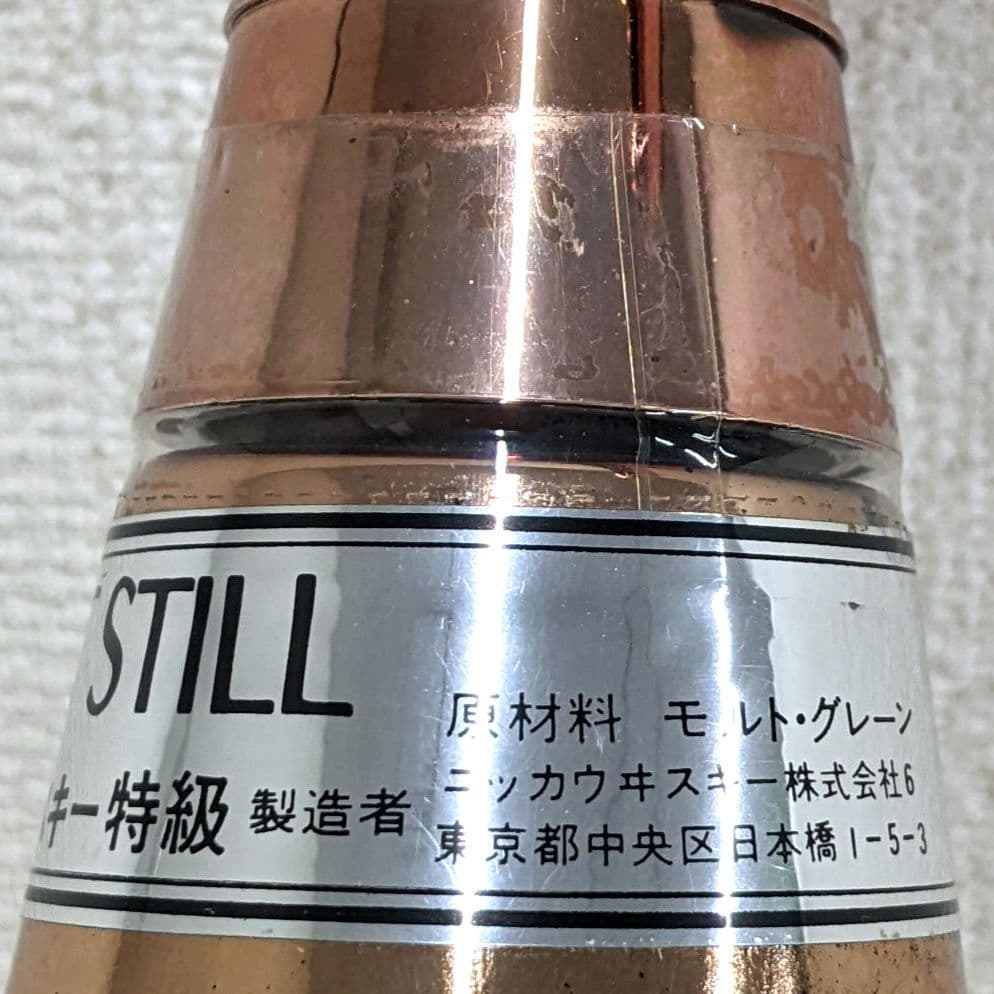 STILL
原材料 モルト・グレーン
キー特級 製造者 ニッカウヰスキー株式会社6
東京都中央区日本橋1-5-3